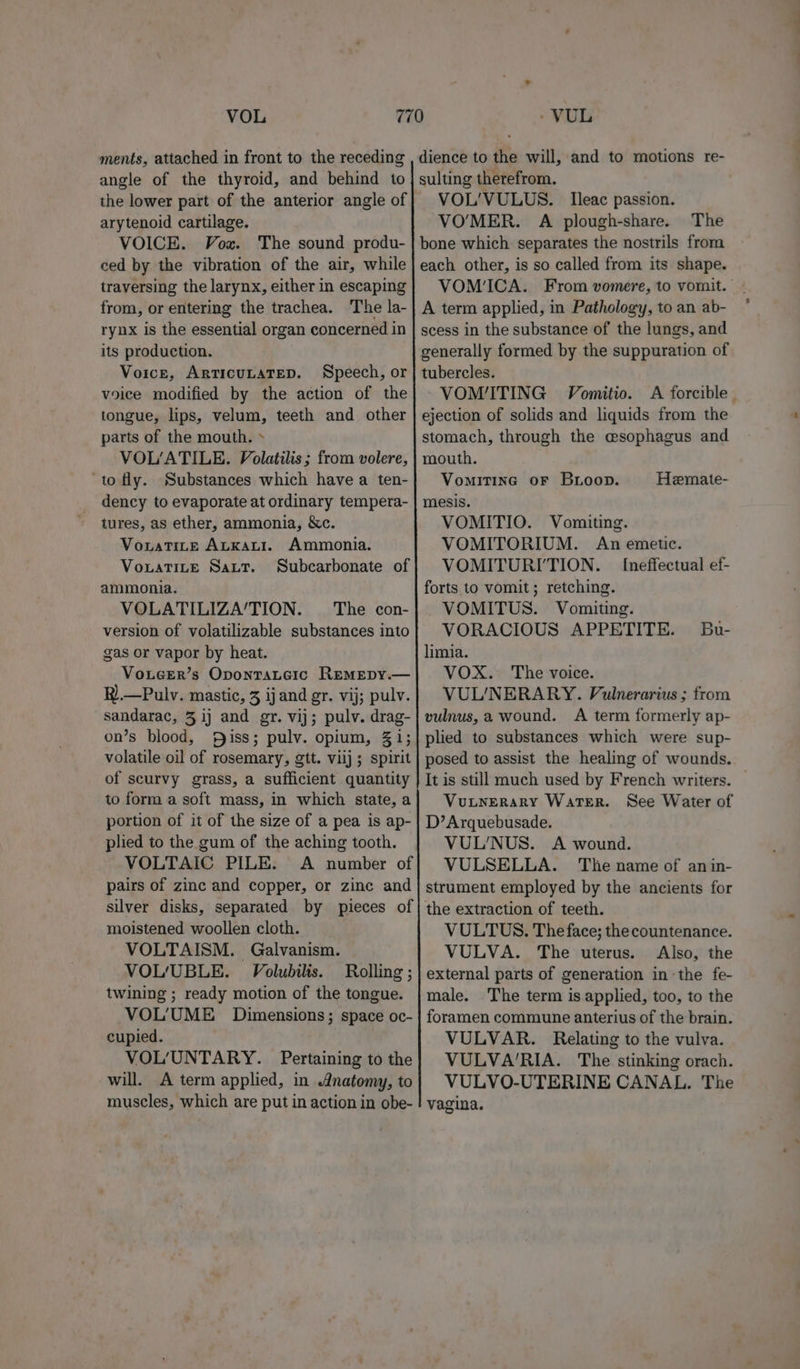 VOL 770 VUL
ments, attached in front to the receding
angle of the thyroid, and behind to
the lower part of the anterior angle of
arytenoid cartilage.
VOICE. Vox. The sound produ-
ced by the vibration of the air, while
traversing the larynx, either in escaping
from, or entering the trachea. The la-
rynx is the essential organ concerned in
its production.
VOICE, ARTICULATED. Speech, or
voice modified by the action of the
tongue, lips, velum, teeth and other
parts of the mouth.
VOL'ATILE. Volatilis; from volere,
to fly. Substances which have a ten-
dency to evaporate at ordinary tempera-
tures, as ether, ammonia, &c.
VOLATILE ALKALI. Ammonia.
VOLATILE SALT. Subcarbonate of
ammonia.
VOLATILIZA'TION. The con-
version of volatilizable substances into
gas or vapor by heat.
VOLGER'S ODONTALGIC REMEDY.—
℞.—Pulv. mastic, ʒ ij and gr. vij; pulv.
sandarac, ʒ ij and gr. vij; pulv. drag-
on's blood, ℈iss; pulv. opium, ʒi;
volatile oil of rosemary, gtt. viij; spirit
of scurvy grass, a sufficient quantity
to form a soft mass, in which state, a
portion of it of the size of a pea is ap-
plied to the gum of the aching tooth.
VOLTAIC PILE. A number of
pairs of zinc and copper, or zinc and
silver disks, separated by pieces of
moistened woollen cloth.
VOLTAISM. Galvanism.
VOL'UBLE. Volubilis. Rolling;
twining; ready motion of the tongue.
VOL'UME Dimensions; space oc-
cupied.
VOL'UNTARY. Pertaining to the
will. A term applied, in Anatomy, to
muscles, which are put in action in obe-
dience to the will, and to motions re-
sulting therefrom.
VOL'VULUS. Ileac passion.
VO'MER. A plough-share. The
bone which separates the nostrils from
each other, is so called from its shape.
VOM'ICA. From vomere, to vomit.
A term applied, in Pathology, to an ab-
scess in the substance of the lungs, and
generally formed by the suppuration of
tubercles.
VOM'ITING Vomitio. A forcible
ejection of solids and liquids from the
stomach, through the œsophagus and
mouth.
VOMITING OF BLOOD. Hæmate-
mesis.
VOMITIO. Vomiting.
VOMITORIUM. An emetic.
VOMITURI'TION. Ineffectual ef-
forts to vomit; retching.
VOMITUS. Vomiting.
VORACIOUS APPETITE. Bu-
limia.
VOX. The voice.
VUL'NERARY. Vulnerarius; from
vulnus, a wound. A term formerly ap-
plied to substances which were sup-
posed to assist the healing of wounds.
It is still much used by French writers.
VULNERARY WATER. See Water of
D'Arquebusade.
VUL'NUS. A wound.
VULSELLA. The name of an in-
strument employed by the ancients for
the extraction of teeth.
VULTUS. The face; the countenance.
VULVA. The uterus. Also, the
external parts of generation in the fe-
male. The term is applied, too, to the
foramen commune anterius of the brain.
VULVAR. Relating to the vulva.
VULVA'RIA. The stinking orach.
VULVO-UTERINE CANAL. The
vagina.